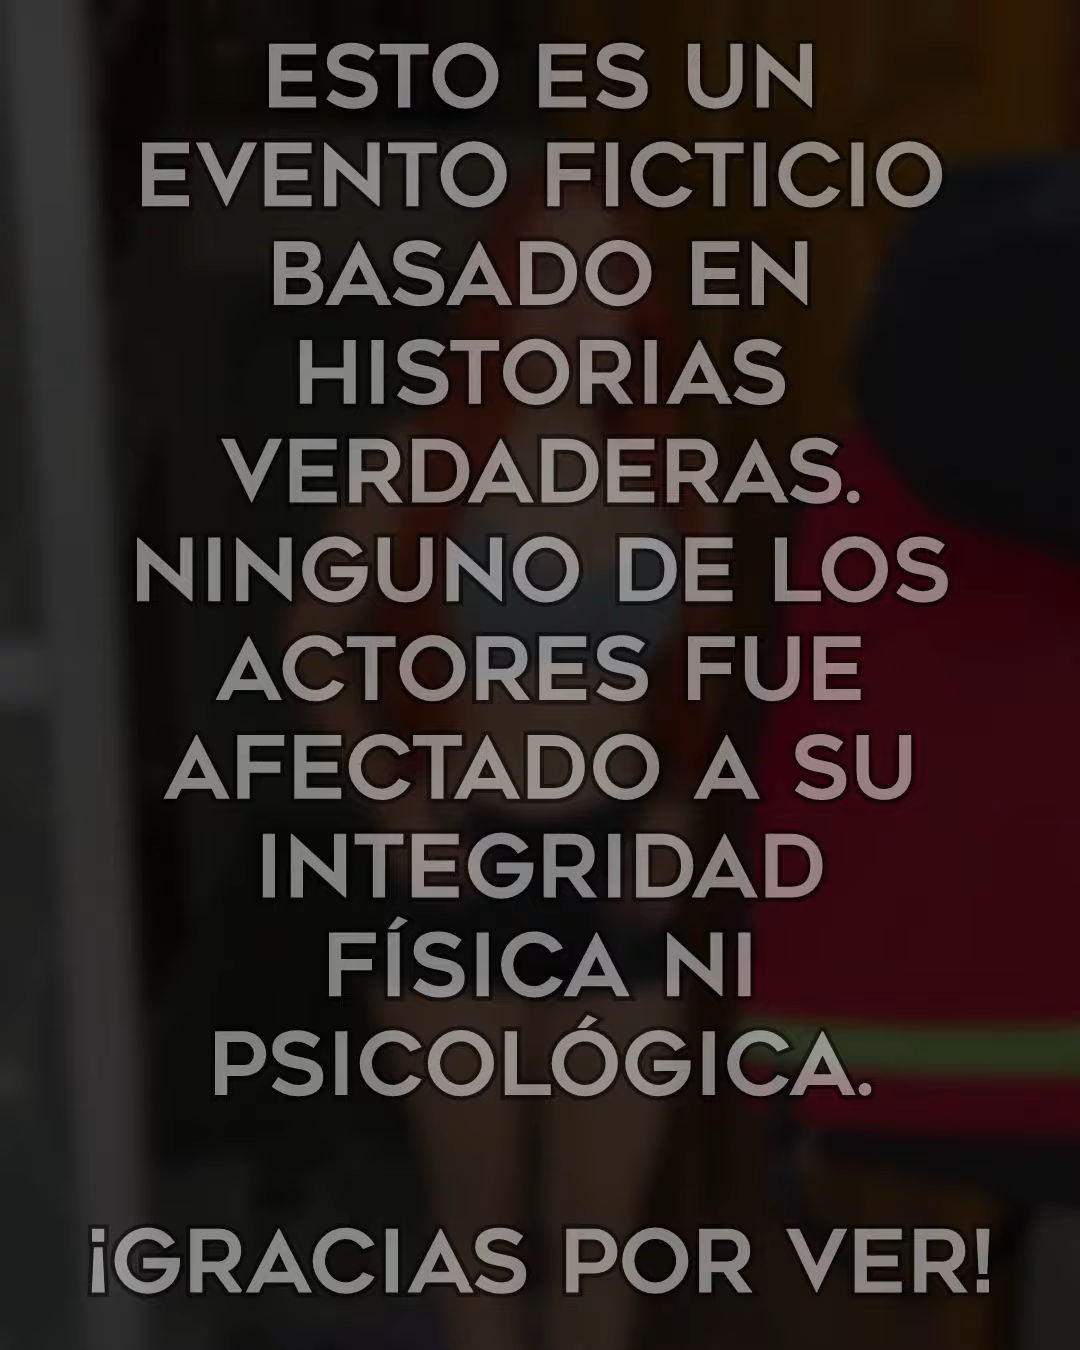 ESTO ES UN
EVENTO FICTICIO
BASADO EN
HISTORIAS
VERDADERAS.
NINGUNO DE LOS
ACTORES FUE
AFECTADO A SU
INTEGRIDAD
FÍSICA NI
PSICOLÓGICA.
¡GRACIAS POR VER!